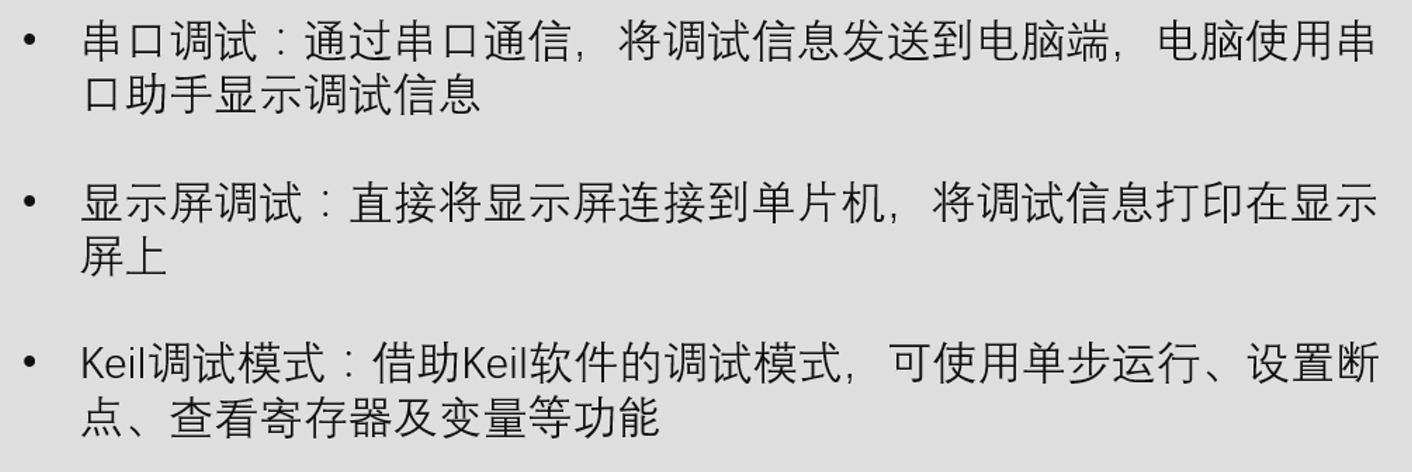 • 串口调试：通过串口通信，将调试信息发送到电脑端，电脑使用串
口助手显示调试信息
• 显示屏调试：直接将显示屏连接到单片机，将调试信息打印在显示
屏上
• Keil调试模式：借助Keil软件的调试模式，可使用单步运行、设置断
点、查看寄存器及变量等功能